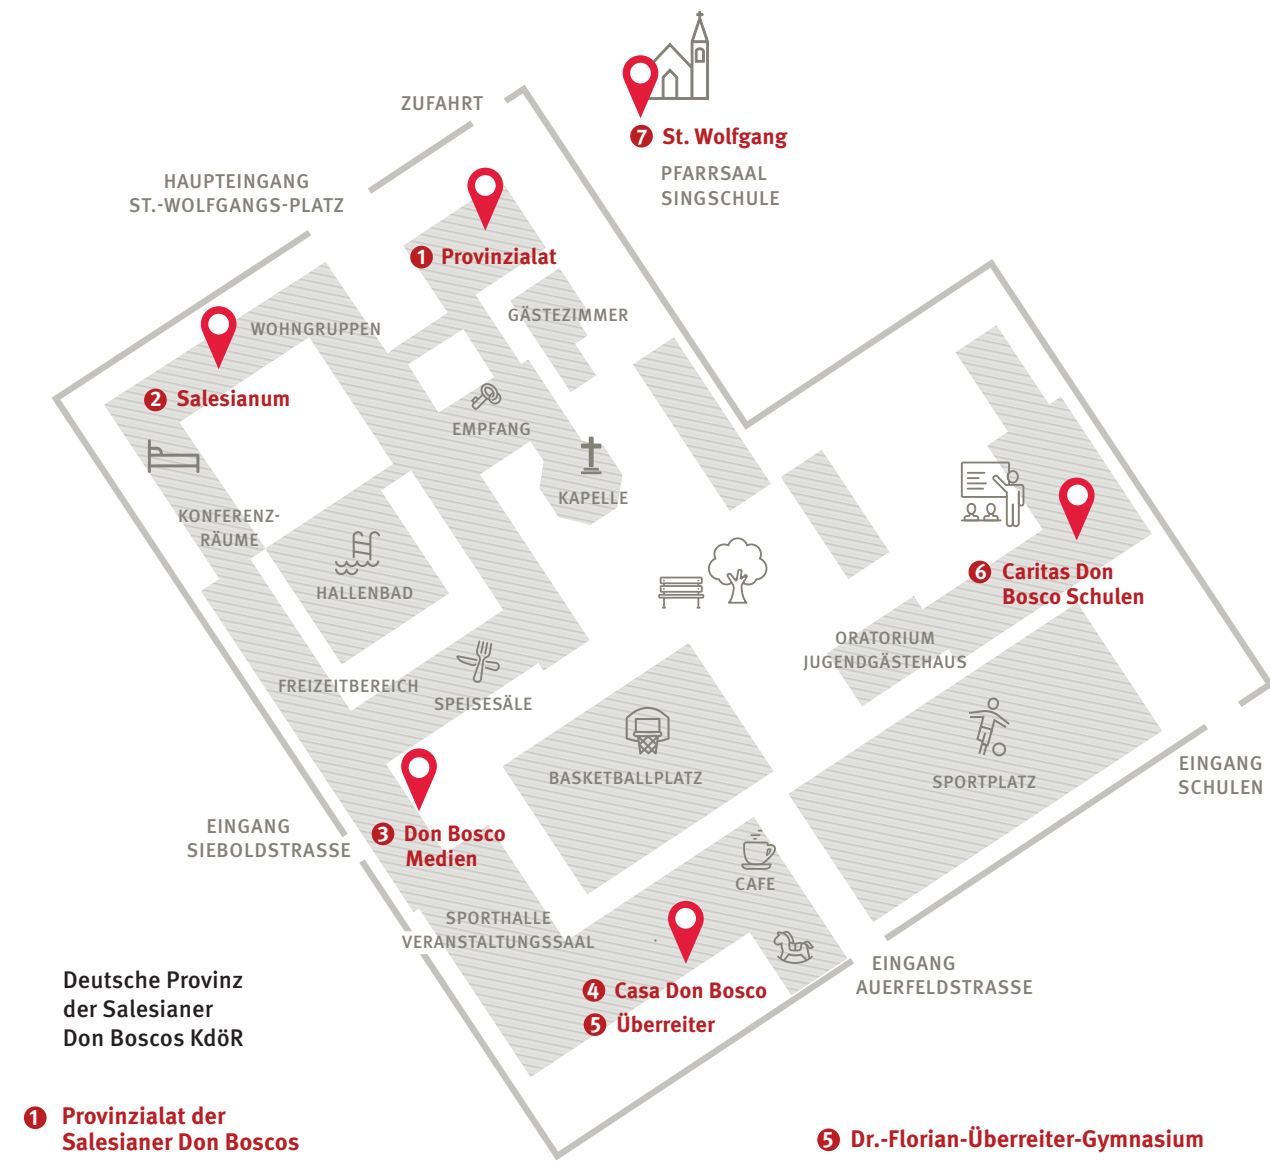 ZUFAHRT
7 St. Wolfgang
PFARRSAAL
SINGSCHULE
HAUPTEINGANG
ST.-WOLFGANGS-PLATZ
1 Provinzialat
GÄSTEZIMMER
WOHNGRUPPEN
2 Salesianum
EMPFANG
KAPELLE
KONFERENZ-
RÄUME
HALLENBAD
6 Caritas Don
Bosco Schulen
ORATORIUM
JUGENDGÄSTEHAUS
FREIZEITBEREICH
SPEISESÄLE
BASKETBALLPLATZ
SPORTPLATZ
EINGANG
SCHULEN
EINGANG
SIEBOLDSTRASSE
3 Don Bosco
Medien
CAFE
SPORTHALLE
VERANSTALTUNGSSAAL
EINGANG
AUERFELDSTRASSE
4 Casa Don Bosco
5 Überreiter
Deutsche Provinz
der Salesianer
Don Boscos KdöR
1 Provinzialat der
Salesianer Don Boscos
5 Dr.-Florian-Überreiter-Gymnasium